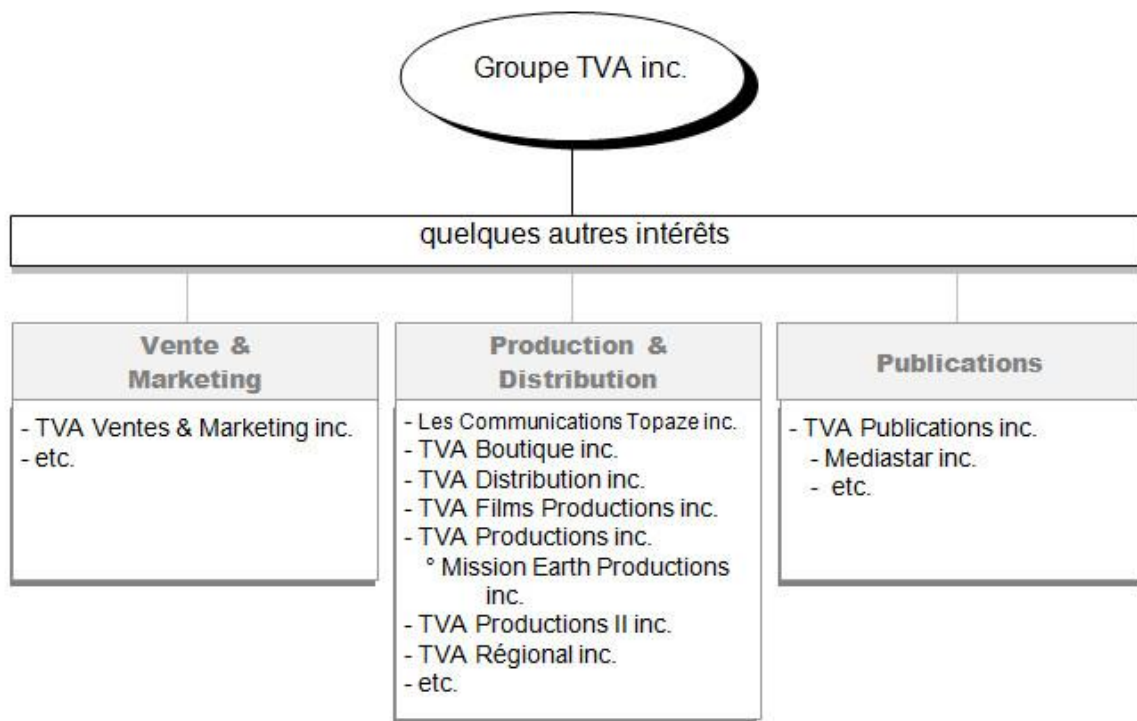 Groupe TVA inc.
quelques autres intérêts
Vente &
Marketing
- TVA Ventes & Marketing inc.
- etc.
Production &
Distribution
- Les Communications Topaze inc.
- TVA Boutique inc.
- TVA Distribution inc.
- TVA Films Productions inc.
- TVA Productions inc.
° Mission Earth Productions
inc.
- TVA Productions II inc.
- TVA Régional inc.
- etc.
Publications
- TVA Publications inc.
- Mediastar inc.
- etc.